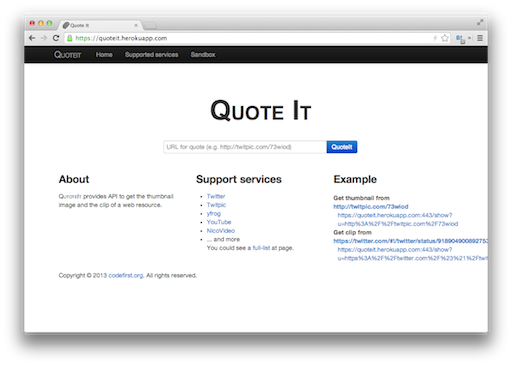 Quote It
https://quoteit.herokuapp.com
QUOTEIT Home Supported services Sandbox
QUOTE IT
URL for quote (e.g. http://twitpic.com/73wiod) QuoteIt
About
QUOTEIT provides API to get the thumbnail
image and the clip of a web resource.
Support services
Twitter
Twitpic
yfrog
YouTube
NicoVideo
... and more
You could see a full-list at page.
Example
Get thumbnail from
http://twitpic.com/73wiod
https://quoteit.herokuapp.com:443/show?
u=http%3A%2F%2Ftwitpic.com%2F73wiod
Get clip from
https://twitter.com/#!/twitter/status/9189049008927
https://quoteit.herokuapp.com:443/show?
u=https%3A%2F%2Ftwitter.com%2F%23%21%2Ftwitt
Copyright © 2013 codefirst.org. All rights reserved.